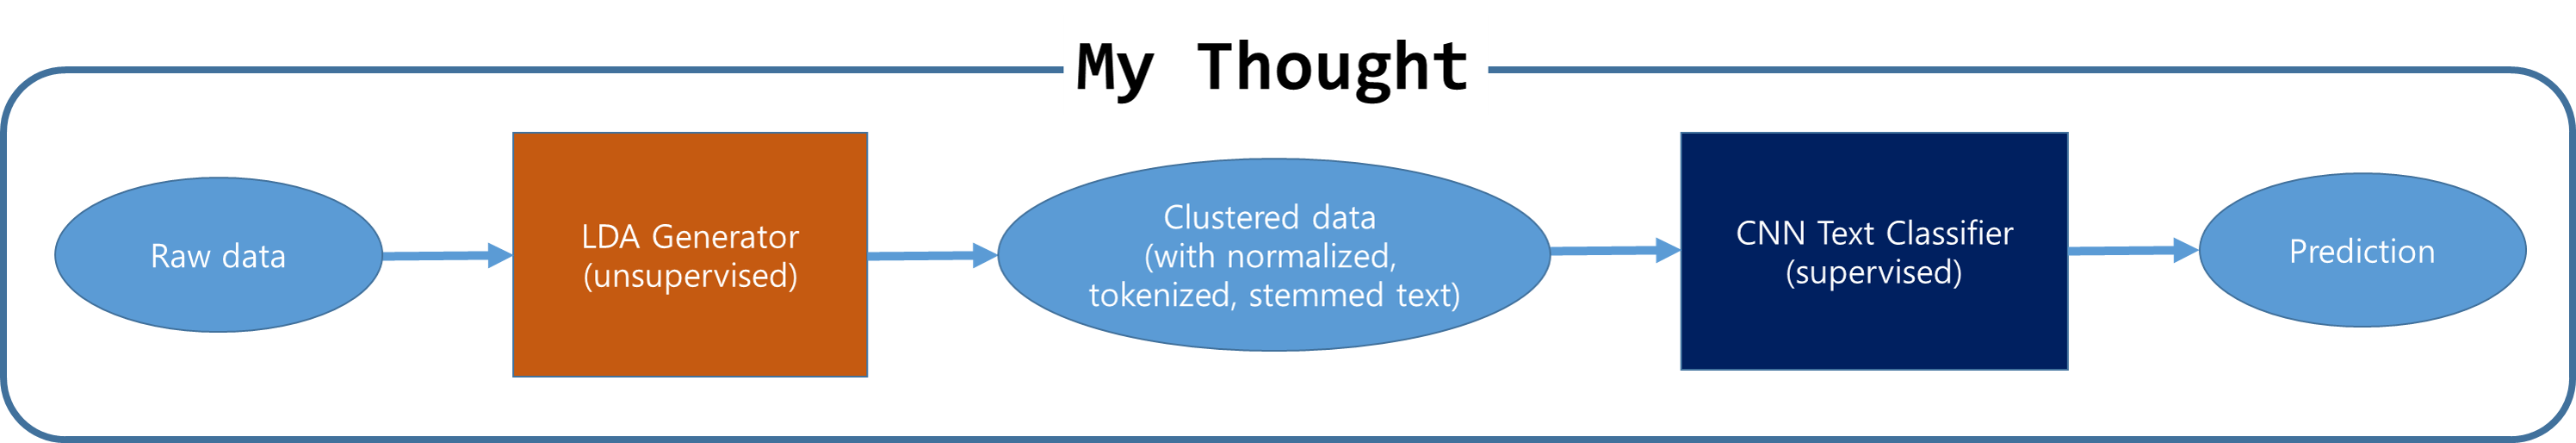 My Thought
Raw data
LDA Generator
(unsupervised)
Clustered data
(with normalized,
tokenized, stemmed text)
CNN Text Classifier
(supervised)
Prediction